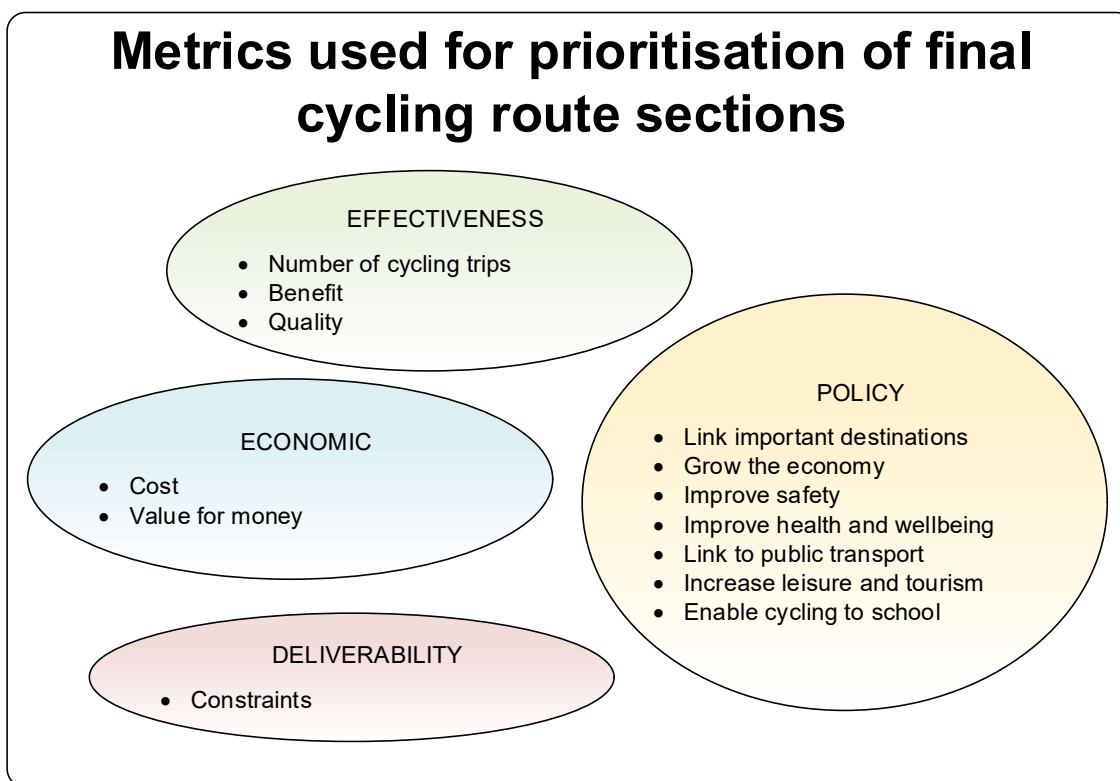 Metrics used for prioritisation of final
cycling route sections
EFFECTIVENESS
• Number of cycling trips
• Benefit
• Quality
ECONOMIC
• Cost
• Value for money
DELIVERABILITY
• Constraints
POLICY
• Link important destinations
• Grow the economy
• Improve safety
• Improve health and wellbeing
• Link to public transport
• Increase leisure and tourism
• Enable cycling to school